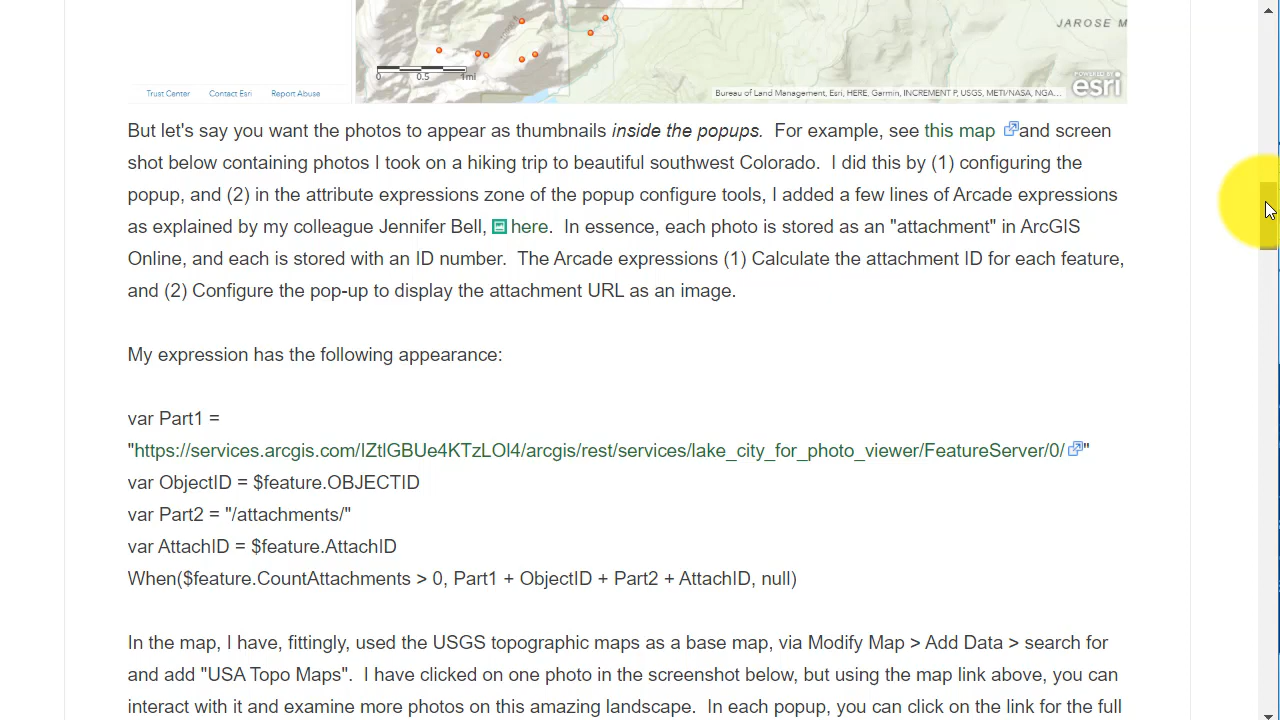 JAROSE M
0 0.5 1mi
POWERED BY
esri
Trust Center Contact Esri Report Abuse
Bureau of Land Management, Esri, HERE, Garmin, INCREMENT P, USGS, METI/NASA, NGA...
But let's say you want the photos to appear as thumbnails inside the popups. For example, see this map and screen
shot below containing photos I took on a hiking trip to beautiful southwest Colorado. I did this by (1) configuring the
popup, and (2) in the attribute expressions zone of the popup configure tools, I added a few lines of Arcade expressions
as explained by my colleague Jennifer Bell, here. In essence, each photo is stored as an "attachment" in ArcGIS
Online, and each is stored with an ID number. The Arcade expressions (1) Calculate the attachment ID for each feature,
and (2) Configure the pop-up to display the attachment URL as an image.
My expression has the following appearance:
var Part1 =
"https://services.arcgis.com/IZtlGBUe4KTzLOl4/arcgis/rest/services/lake_city_for_photo_viewer/FeatureServer/0/"
var ObjectID = $feature.OBJECTID
var Part2 = "/attachments/"
var AttachID = $feature.AttachID
When($feature.CountAttachments > 0, Part1 + ObjectID + Part2 + AttachID, null)
In the map, I have, fittingly, used the USGS topographic maps as a base map, via Modify Map > Add Data > search for
and add "USA Topo Maps". I have clicked on one photo in the screenshot below, but using the map link above, you can
interact with it and examine more photos on this amazing landscape. In each popup, you can click on the link for the full